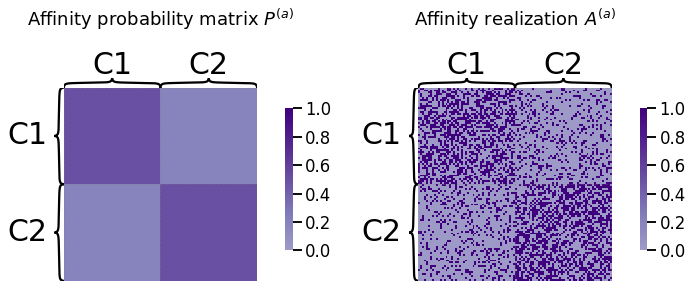 Affinity probability matrix P^(a)
C1 C2
C1
C2
1.0
0.8
0.6
0.4
0.2
0.0
Affinity realization A^(a)
C1 C2
C1
C2
1.0
0.8
0.6
0.4
0.2
0.0